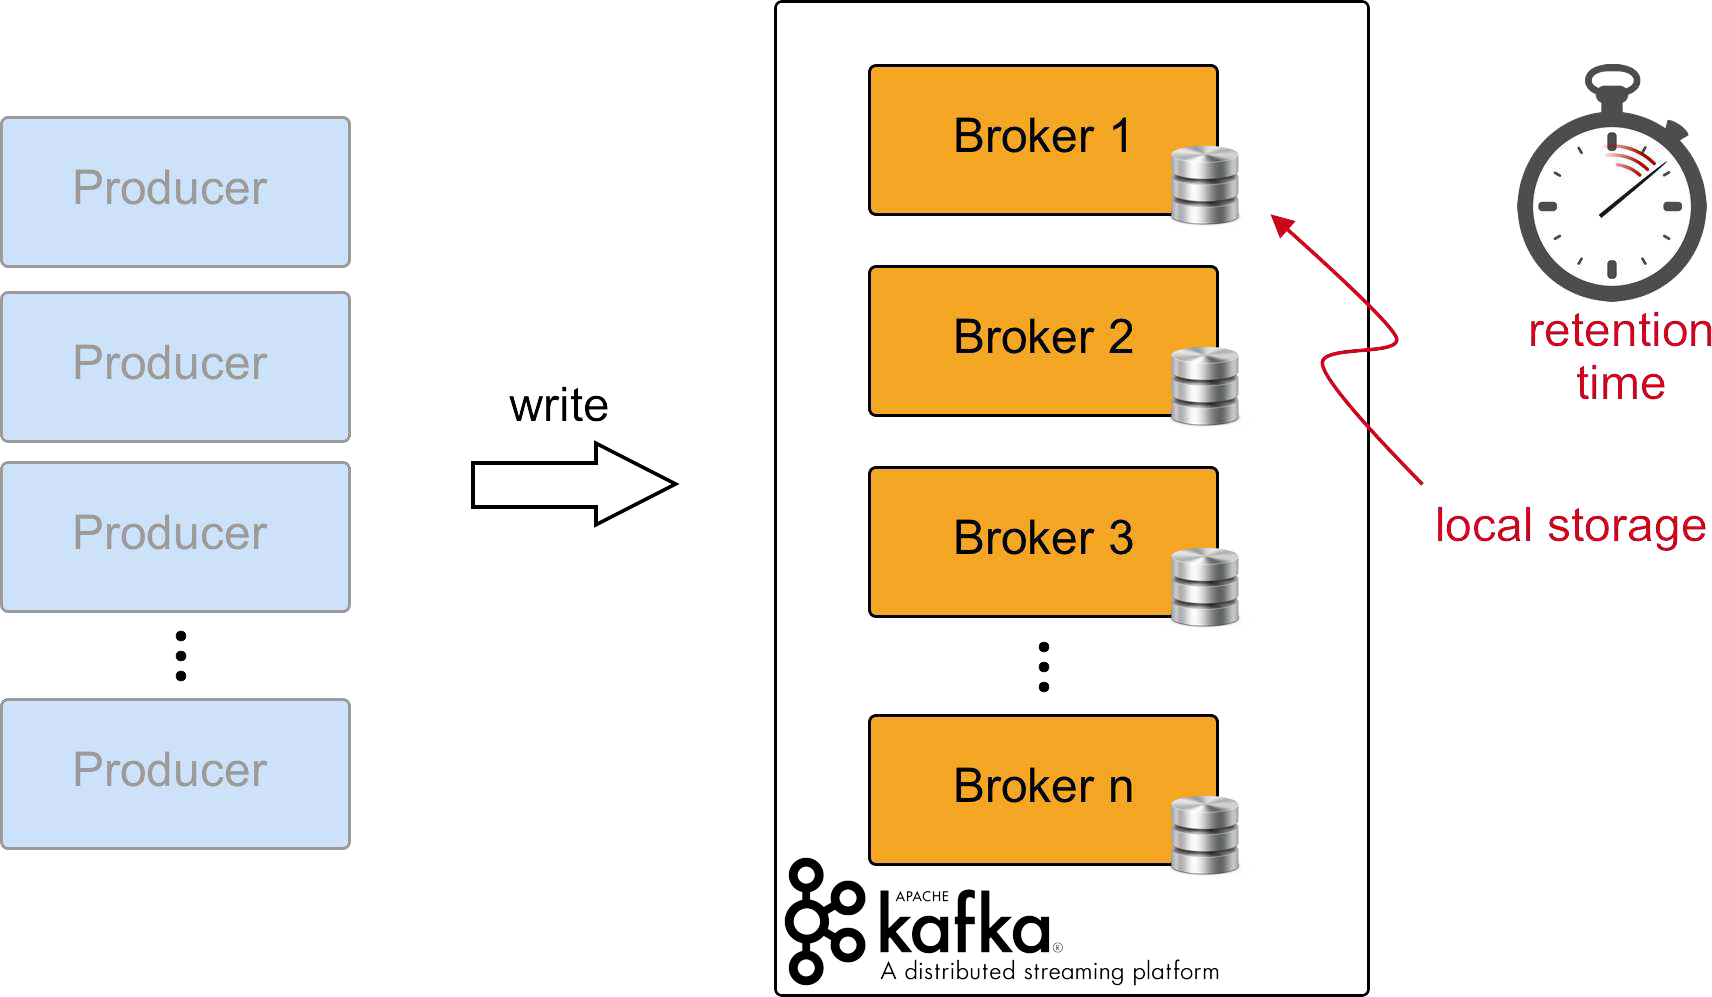 Producer
Producer
Producer
Producer
write
Broker 1
Broker 2
Broker 3
Broker n
APACHE
kafka®
A distributed streaming platform
retention
time
local storage